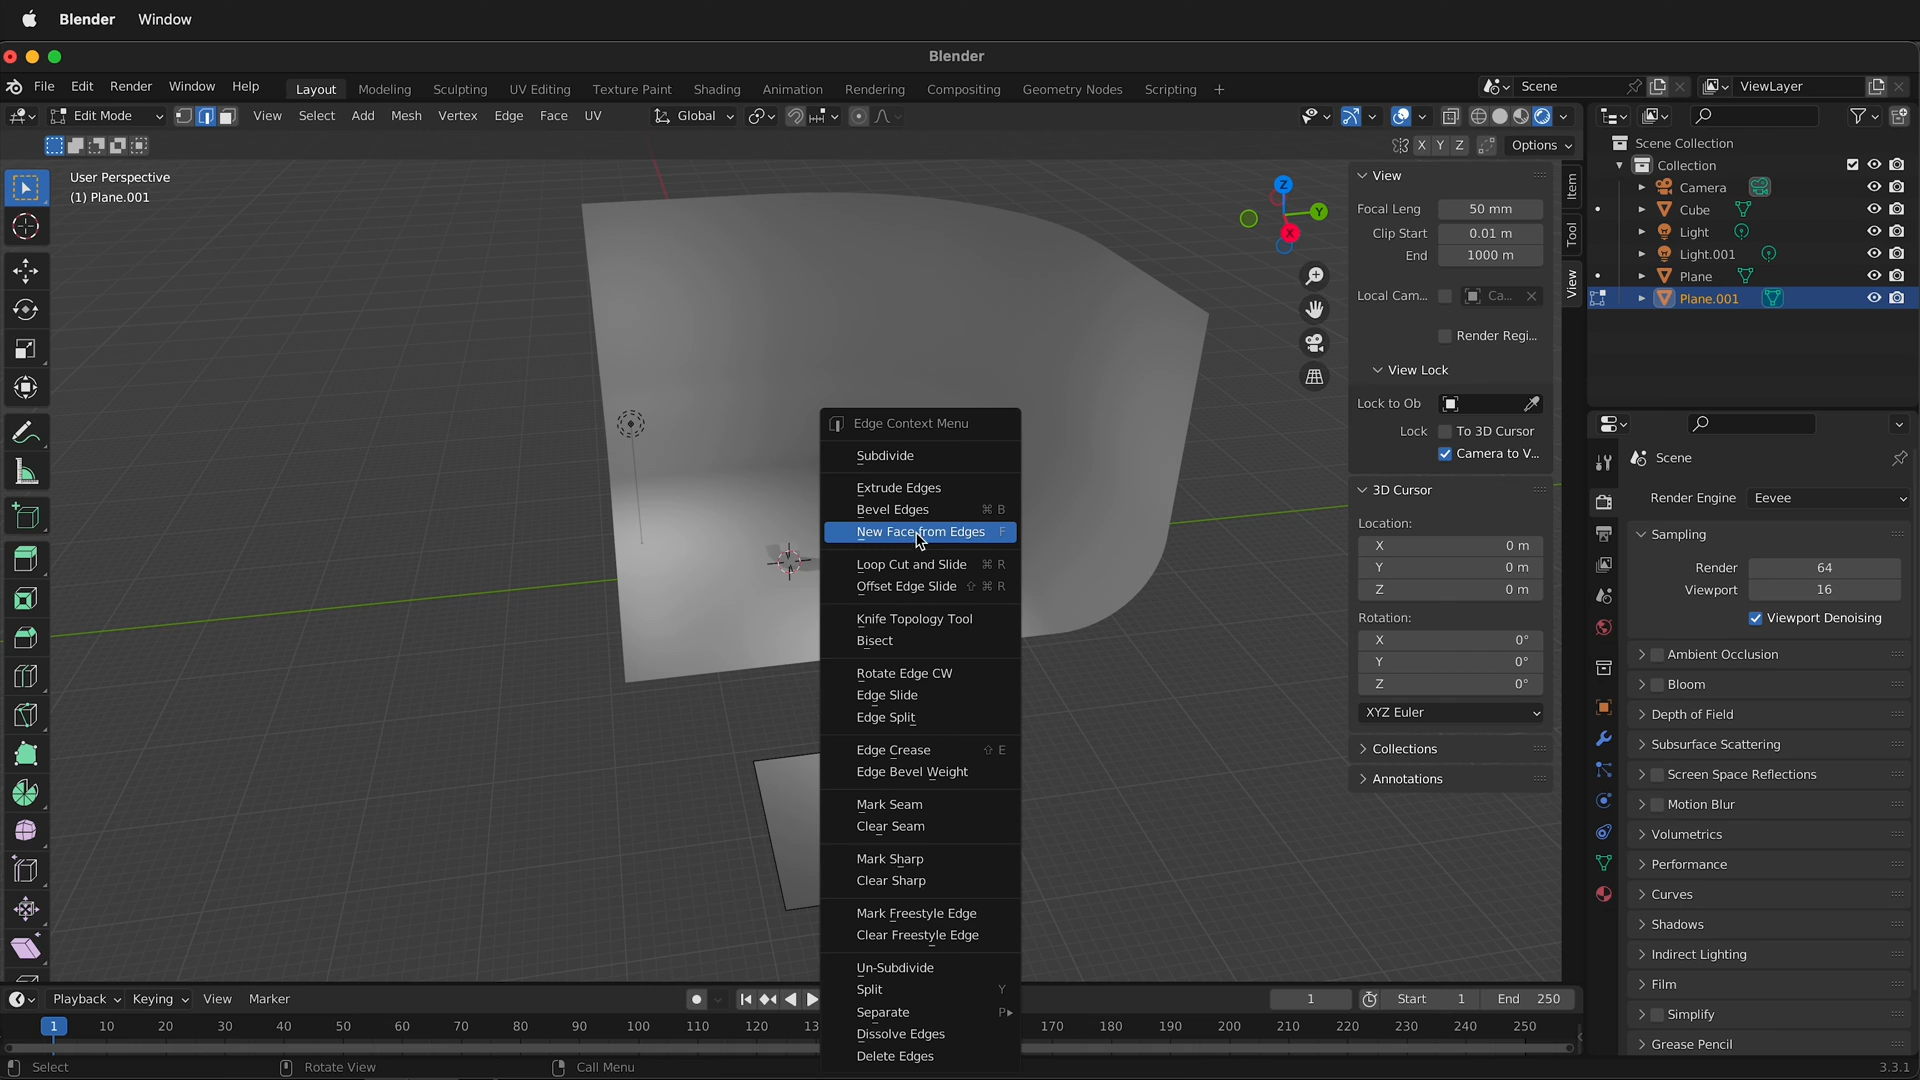 Blender Window
Blender
File Edit Render Window Help Layout Modeling Sculpting UV Editing Texture Paint Shading Animation Rendering Compositing Geometry Nodes Scripting + Scene ViewLayer
Edit Mode View Select Add Mesh Vertex Edge Face UV Global
X Y Z Options
User Perspective
(1) Plane.001
Z
Y
X
View
Focal Leng 50 mm
Clip Start 0.01 m
End 1000 m
Local Cam... Ca...
Render Regi...
View Lock
Lock to Ob
Lock To 3D Cursor
Camera to V...
3D Cursor
Location:
X 0 m
Y 0 m
Z 0 m
Rotation:
X 0°
Y 0°
Z 0°
XYZ Euler
Collections
Annotations
Item
Tool
View
Edge Context Menu
Subdivide
Extrude Edges
Bevel Edges ⌘ B
New Face from Edges F
Loop Cut and Slide ⌘ R
Offset Edge Slide ⇧ ⌘ R
Knife Topology Tool
Bisect
Rotate Edge CW
Edge Slide
Edge Split
Edge Crease ⇧ E
Edge Bevel Weight
Mark Seam
Clear Seam
Mark Sharp
Clear Sharp
Mark Freestyle Edge
Clear Freestyle Edge
Un-Subdivide
Split Y
Separate P
Dissolve Edges
Delete Edges
Scene Collection
Collection
Camera
Cube
Light
Light.001
Plane
Plane.001
Scene
Render Engine Eevee
Sampling
Render 64
Viewport 16
Viewport Denoising
Ambient Occlusion
Bloom
Depth of Field
Subsurface Scattering
Screen Space Reflections
Motion Blur
Volumetrics
Performance
Curves
Shadows
Indirect Lighting
Film
Simplify
Grease Pencil
Playback Keying View Marker 1 Start 1 End 250
1 10 20 30 40 50 60 70 80 90 100 110 120 13 170 180 190 200 210 220 230 240 250
Select Rotate View Call Menu 3.3.1